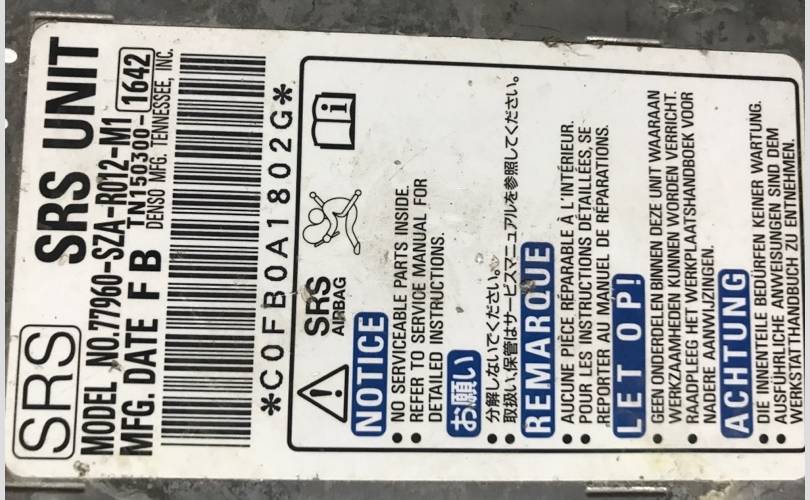 SRS
SRS UNIT
MODEL NO.77960-SZA-R012-M1
MFG. DATE F B TN150300-1642
DENSO MFG. TENNESSEE, INC.
*C0FB0A1802G*
SRS
AIRBAG
NOTICE
● NO SERVICEABLE PARTS INSIDE.
● REFER TO SERVICE MANUAL FOR
DETAILED INSTRUCTIONS.
お願い
● 分解しないでください。
● 取扱い、保管はサービスマニュアルを参照してください。
REMARQUE
● AUCUNE PIÈCE RÉPARABLE À L'INTÉRIEUR.
● POUR LES INSTRUCTIONS DÉTAILLÉES, SE
REPORTER AU MANUEL DE RÉPARATIONS.
LET OP!
● GEEN ONDERDELEN BINNEN DEZE UNIT WAARAAN
WERKZAAMHEDEN KUNNEN WORDEN VERRICHT.
● RAADPLEEG HET WERKPLAATSHANDBOEK VOOR
NADERE AANWIJZINGEN.
ACHTUNG
● DIE INNENTEILE BEDÜRFEN KEINER WARTUNG.
● AUSFÜHRLICHE ANWEISUNGEN SIND DEM
WERKSTATTHANDBUCH ZU ENTNEHMEN.